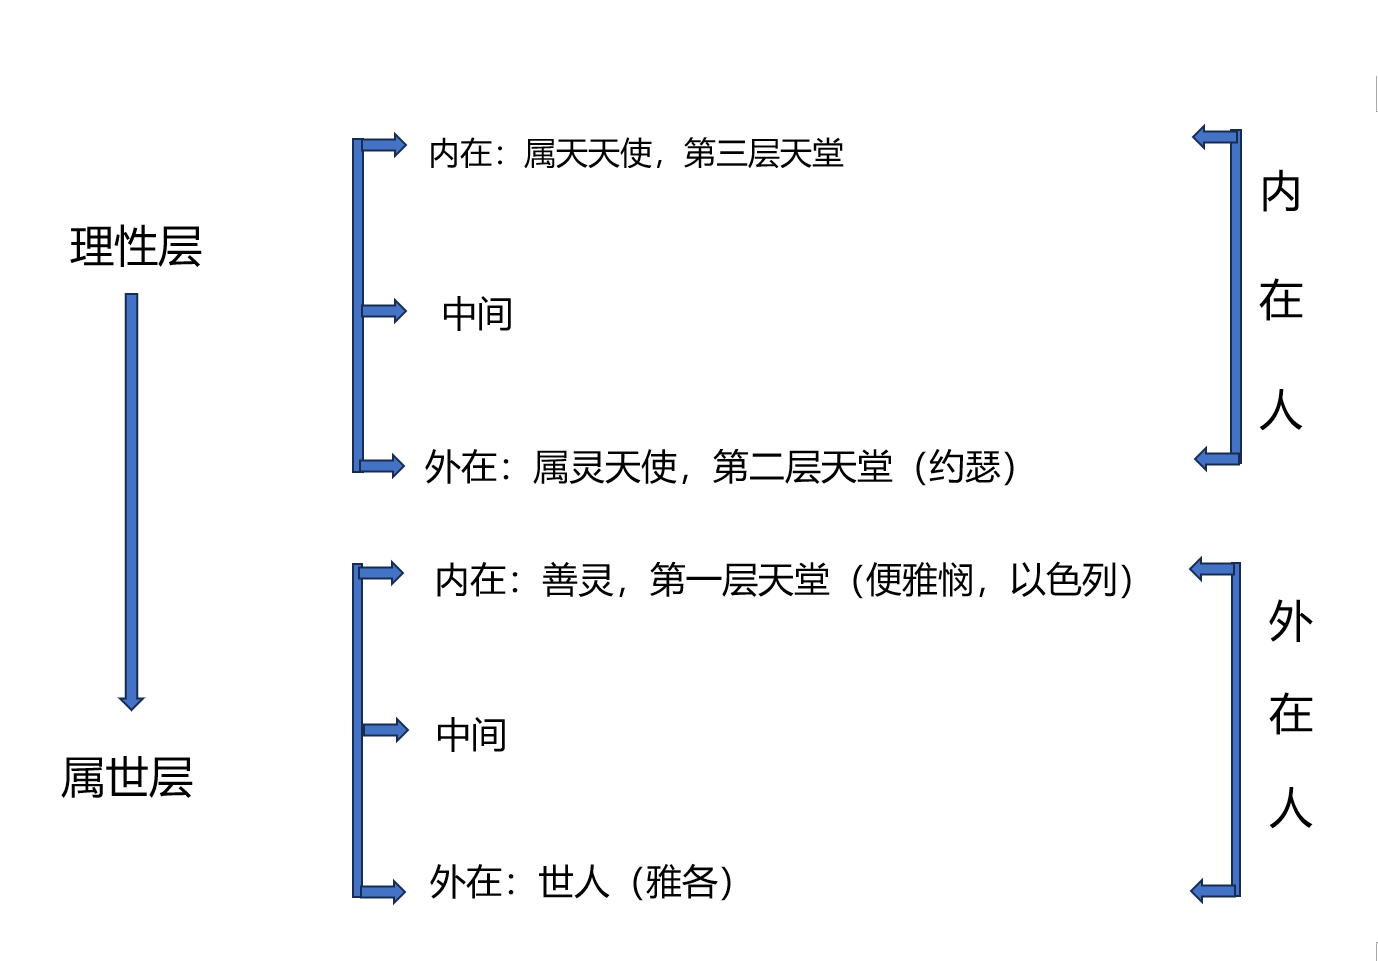 内在：属天天使，第三层天堂
理性层
中间
外在：属灵天使，第二层天堂（约瑟）
内
在
人
内在：善灵，第一层天堂（便雅悯，以色列）
属世层
中间
外在：世人（雅各）
外
在
人